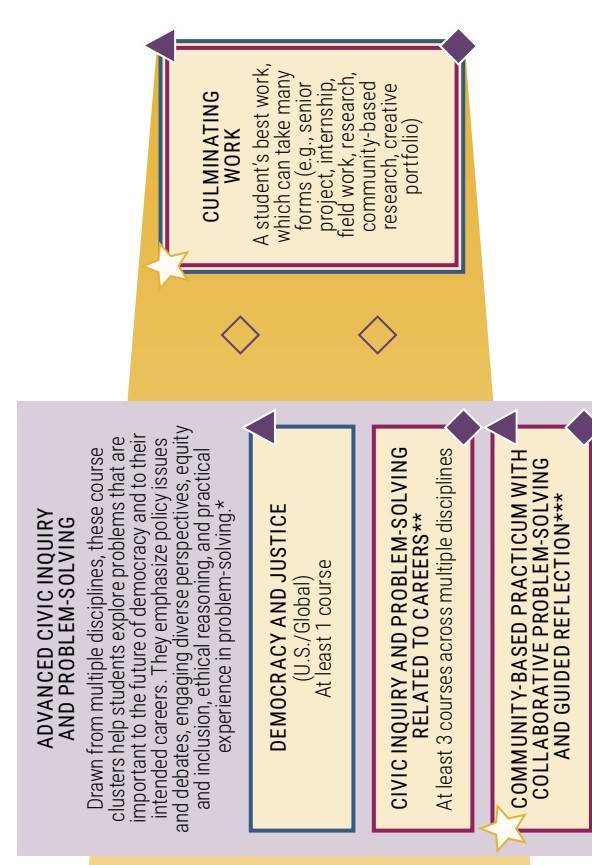 ADVANCED CIVIC INQUIRY
AND PROBLEM-SOLVING
Drawn from multiple disciplines, these course
clusters help students explore problems that are
important to the future of democracy and to their
intended careers. They emphasize policy issues
and debates, engaging diverse perspectives, equity
and inclusion, ethical reasoning, and practical
experience in problem-solving.*
DEMOCRACY AND JUSTICE
(U.S./Global)
At least 1 course
CIVIC INQUIRY AND PROBLEM-SOLVING
RELATED TO CAREERS**
At least 3 courses across multiple disciplines
COMMUNITY-BASED PRACTICUM WITH
COLLABORATIVE PROBLEM-SOLVING
AND GUIDED REFLECTION***
CULMINATING
WORK
A student's best work,
which can take many
forms (e.g., senior
project, internship,
field work, research,
community-based
research, creative
portfolio)